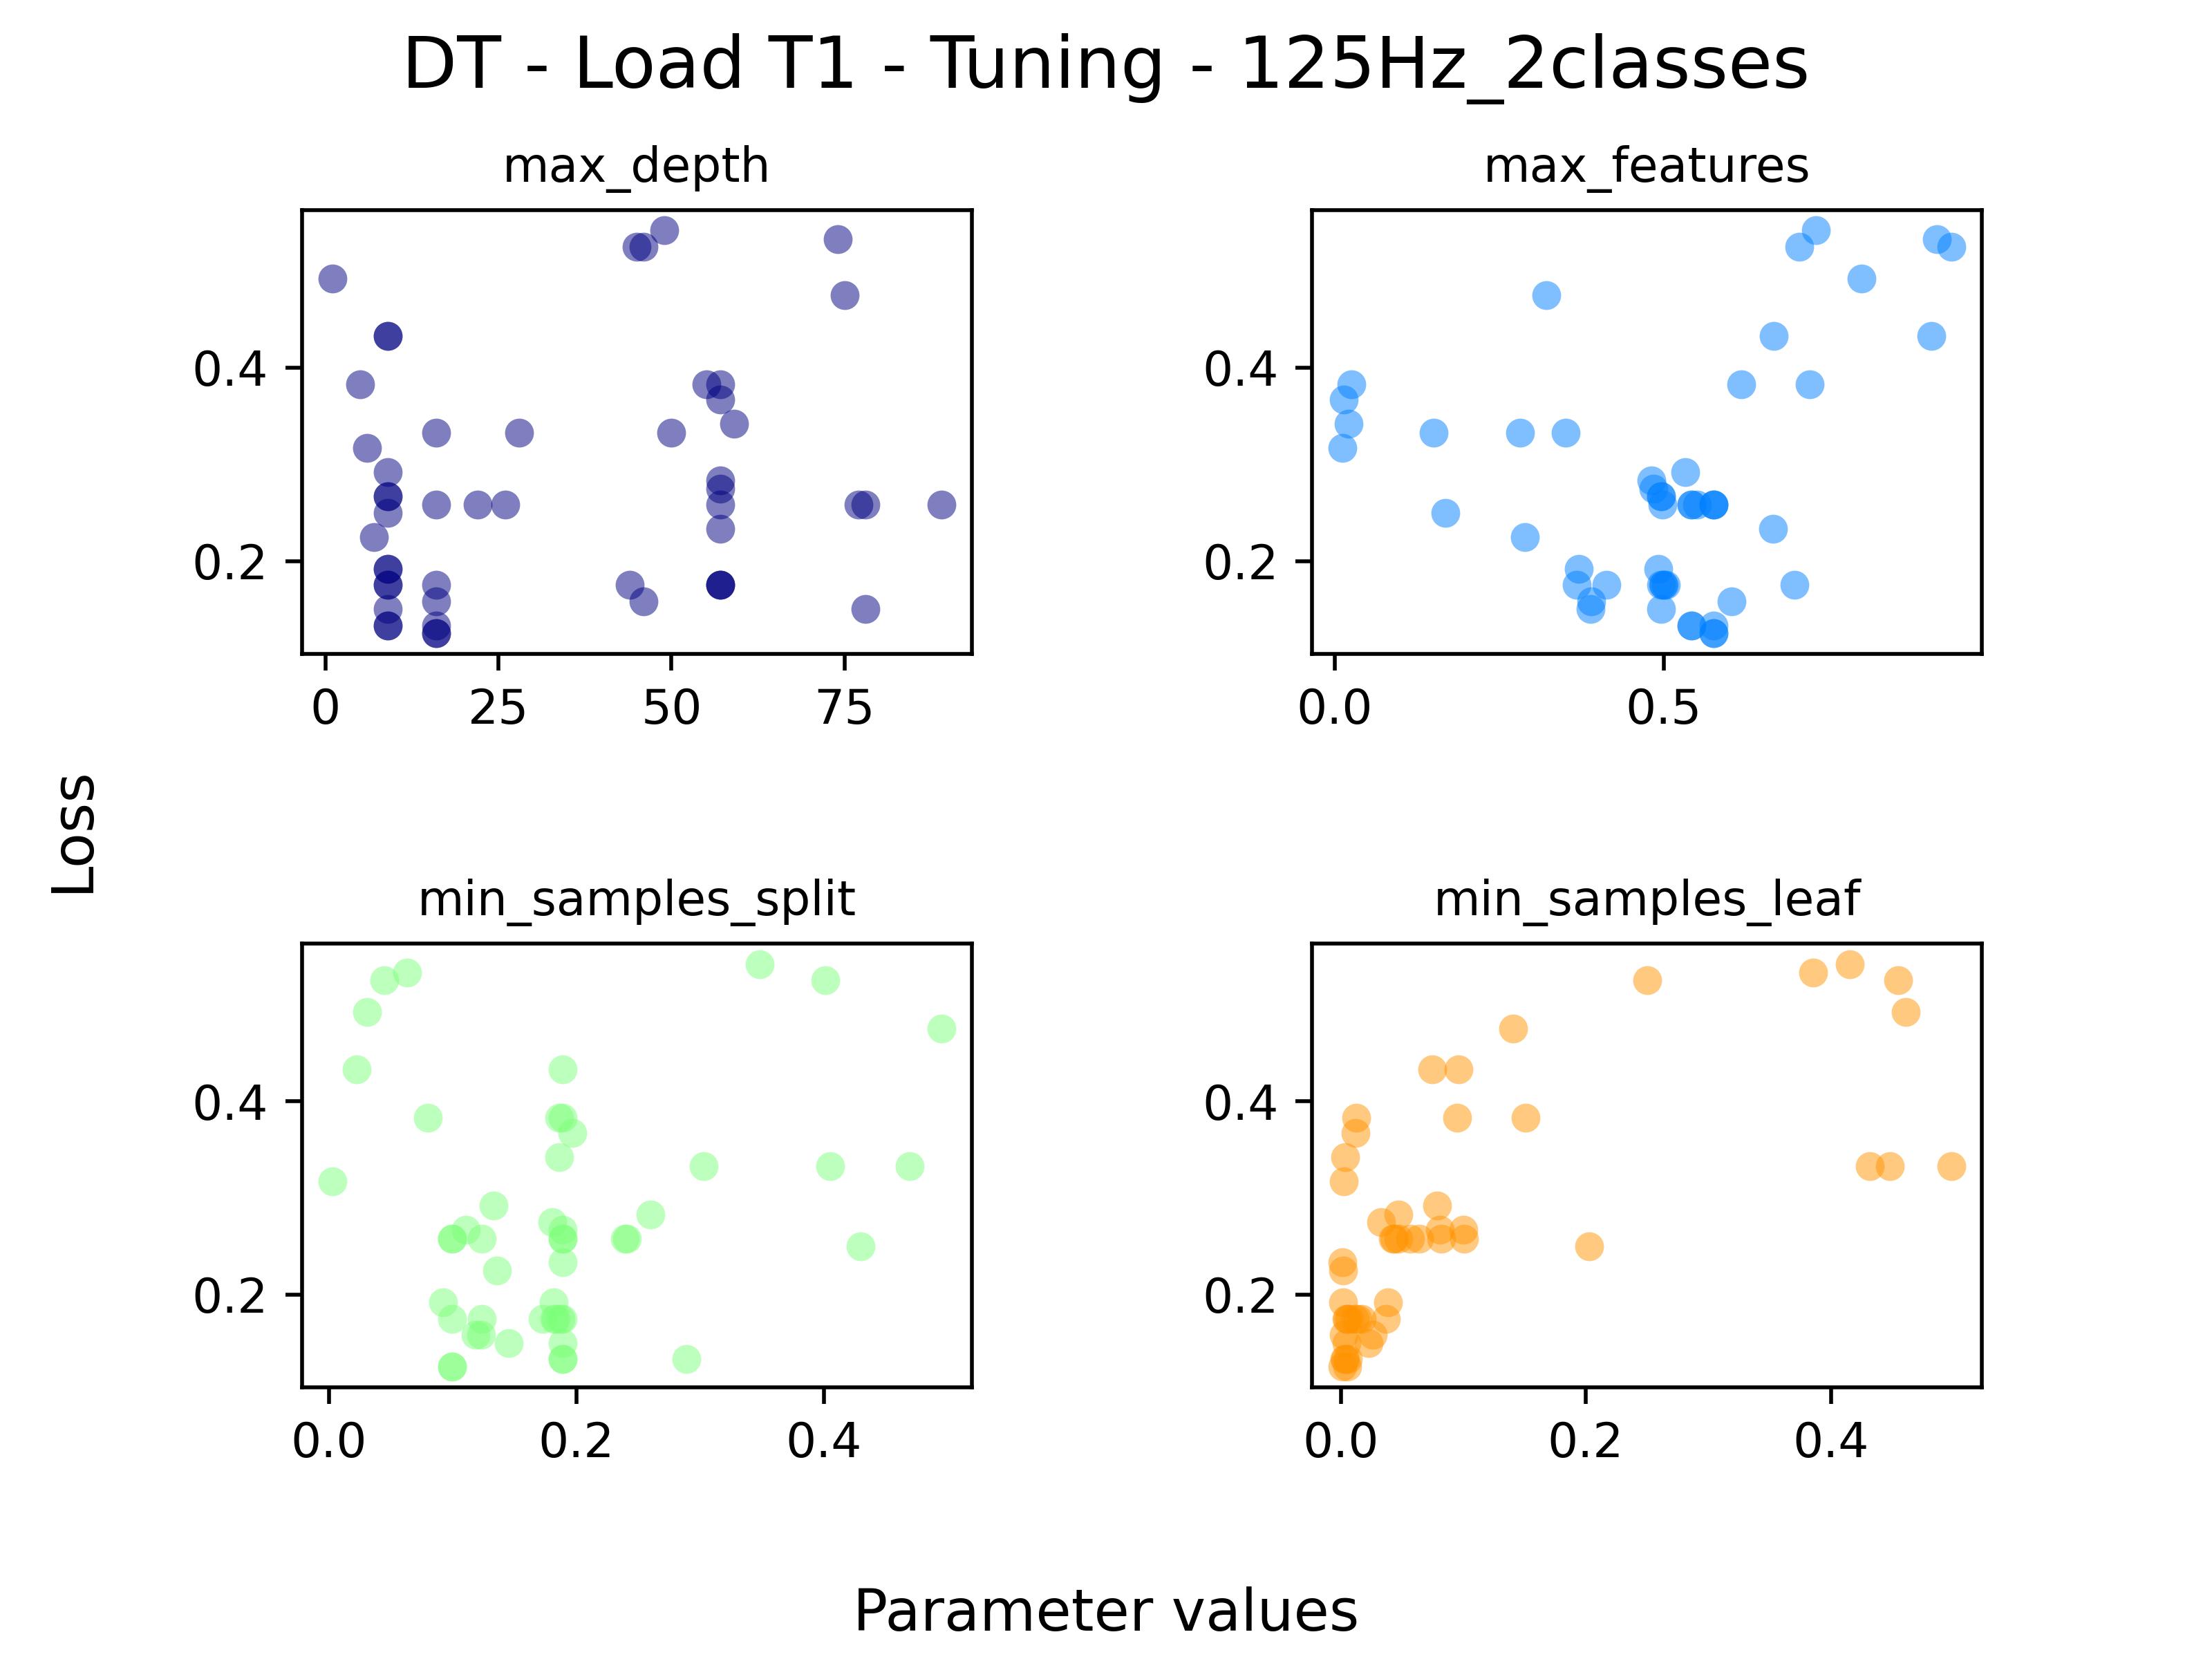 DT - Load T1 - Tuning - 125Hz_2classes
max_depth
max_features
0.4
0.2
0 25 50 75
0.4
0.2
0.0 0.5
Loss
min_samples_split
min_samples_leaf
0.4
0.2
0.0 0.2 0.4
0.4
0.2
0.0 0.2 0.4
Parameter values